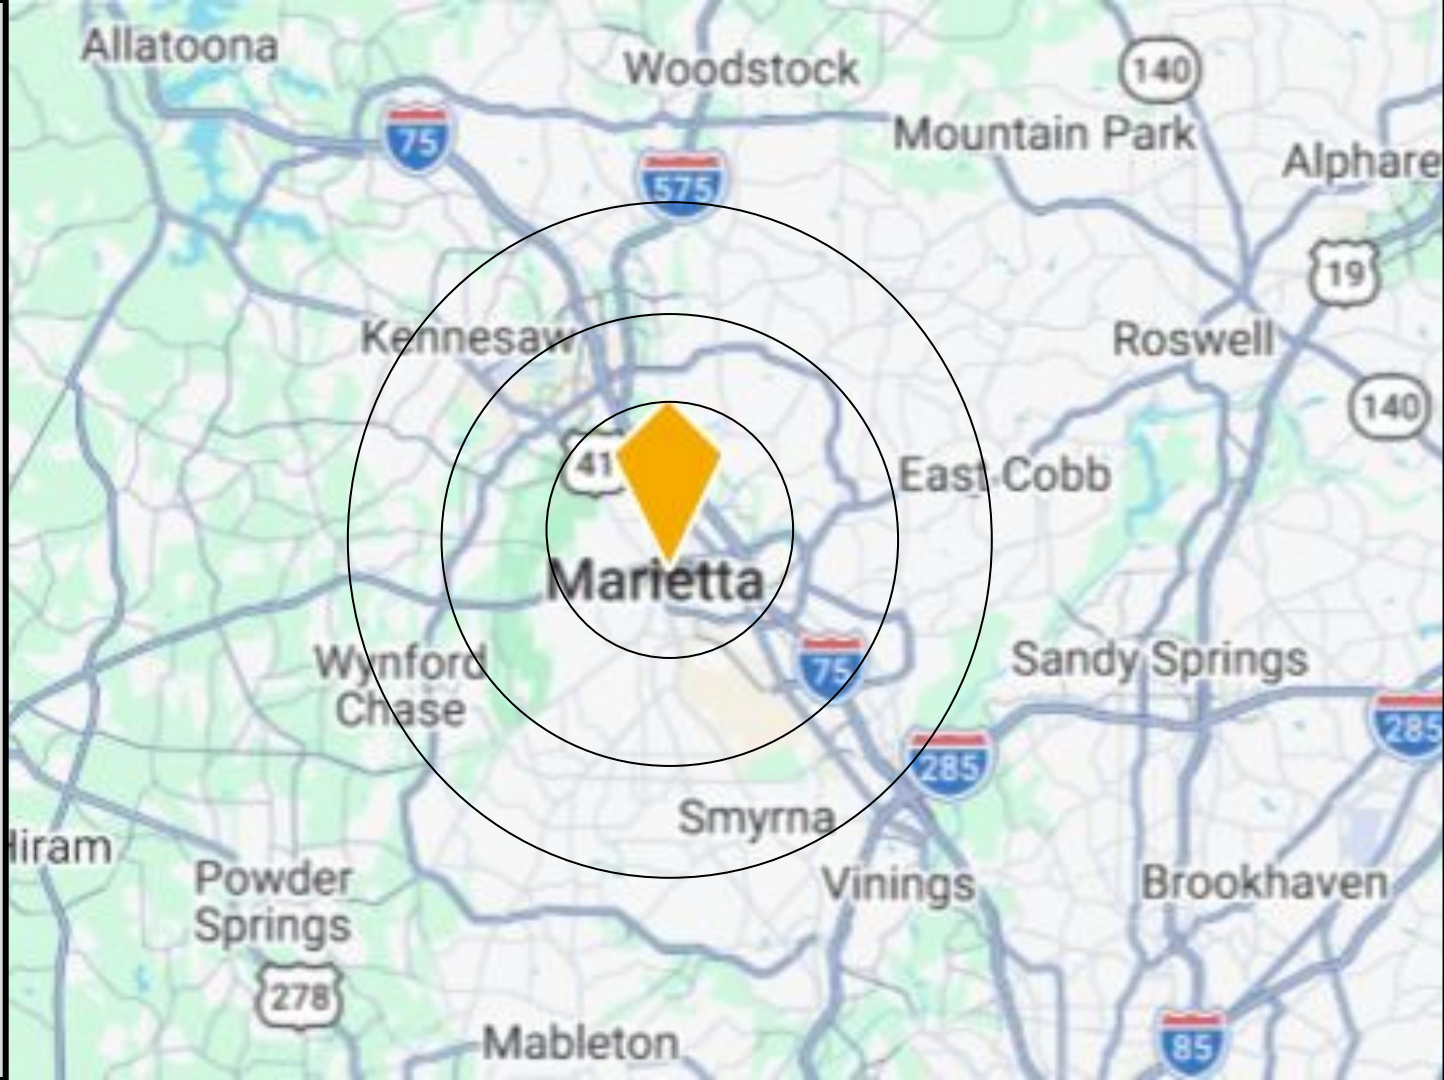 Allatoona
Woodstock
140
75
Mountain Park
575
Alphare
19
Kennesaw
Roswell
140
41
East Cobb
Marietta
Wynford
Chase
75
Sandy Springs
285
285
Smyrna
Hiram
Powder
Springs
Vinings
Brookhaven
278
Mableton
85